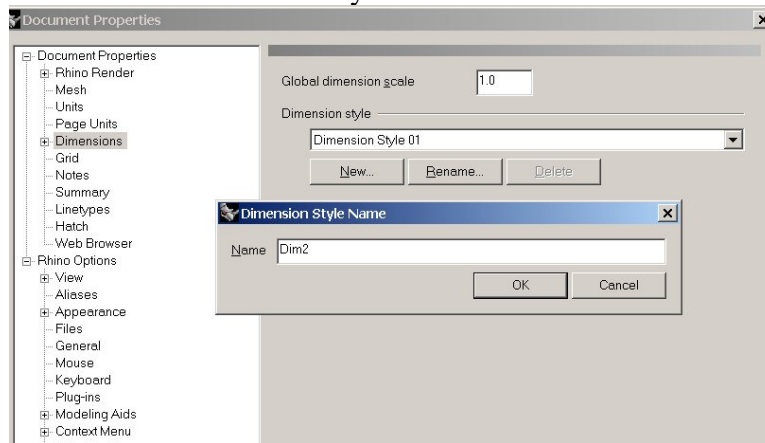 Document Properties
Document Properties
Rhino Render
Mesh
Units
Page Units
Dimensions
Grid
Notes
Summary
Linetypes
Hatch
Web Browser
Rhino Options
View
Aliases
Appearance
Files
General
Mouse
Keyboard
Plug-ins
Modeling Aids
Context Menu
Global dimension scale 1.0
Dimension style
Dimension Style 01
New... Rename... Delete
Dimension Style Name
Name Dim2
OK Cancel